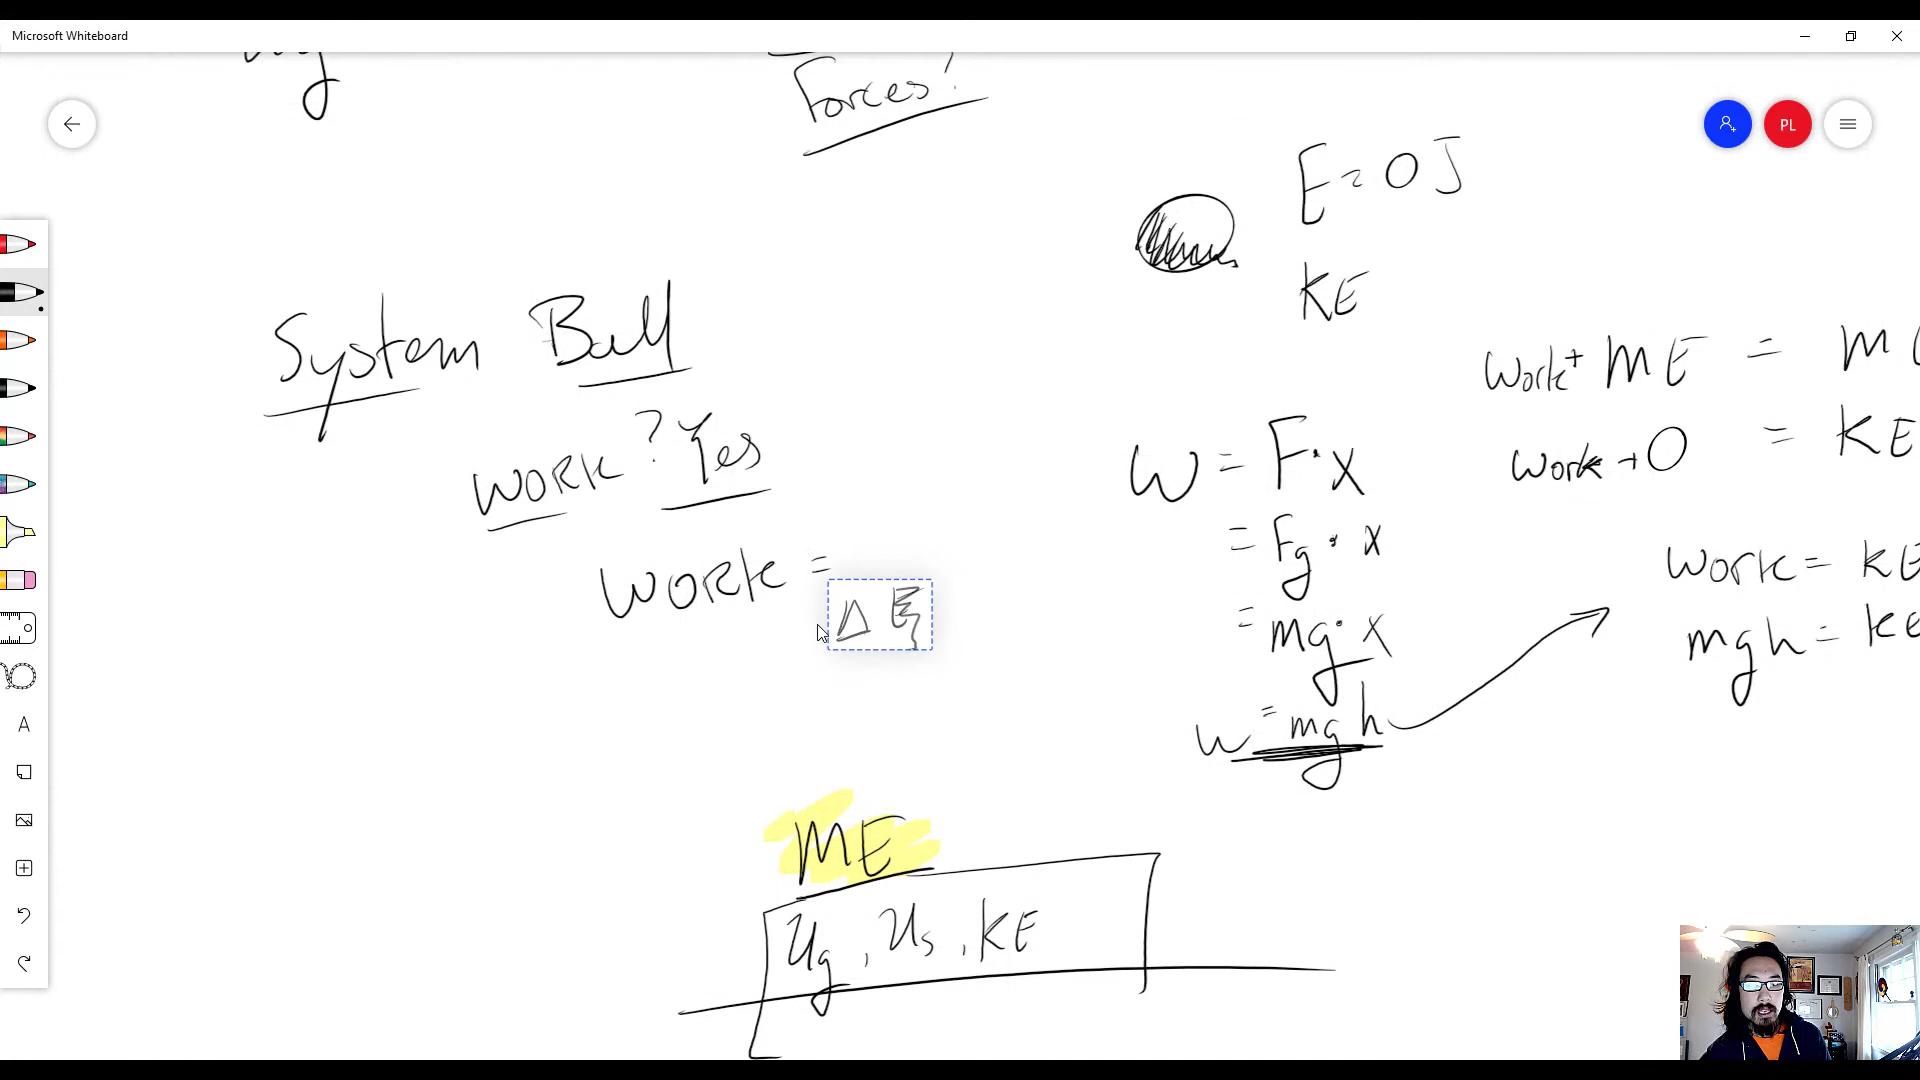 Microsoft Whiteboard
Forces!
PL
E = 0 J
KE
System Ball
work? Yes
work =
Δ E
W = F · x
= Fg · x
= mg · x
W = mgh
work + ME = M
work + 0 = KE
work = KE
mgh = KE
ME
Ug, Us, KE
A